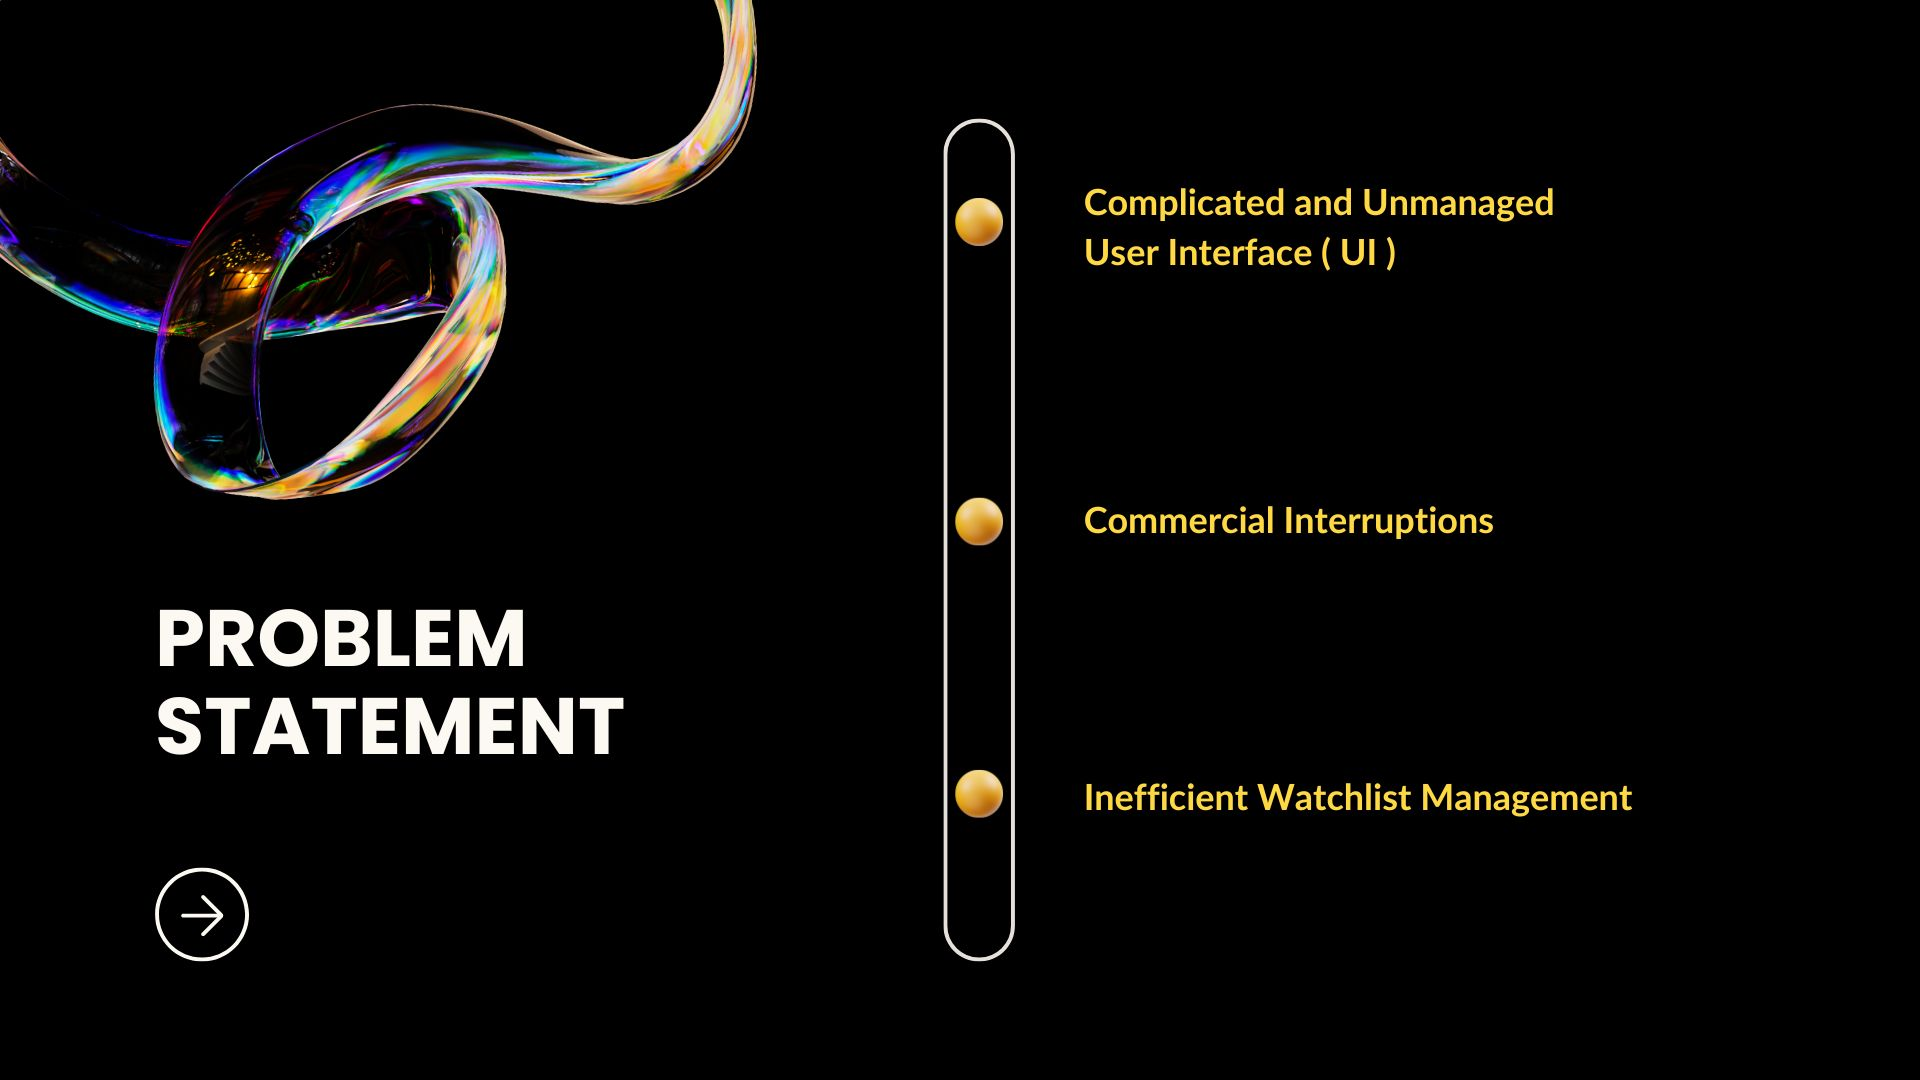 PROBLEM
STATEMENT
Complicated and Unmanaged
User Interface ( UI )
Commercial Interruptions
Inefficient Watchlist Management